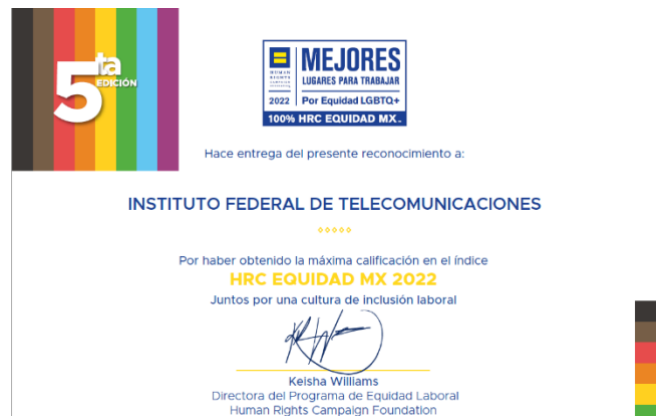 5ta
EDICIÓN
MEJORES
LUGARES PARA TRABAJAR
2022 Por Equidad LGBTQ+
100% HRC EQUIDAD MX
Hace entrega del presente reconocimiento a:
INSTITUTO FEDERAL DE TELECOMUNICACIONES
Por haber obtenido la máxima calificación en el índice
HRC EQUIDAD MX 2022
Juntos por una cultura de inclusión laboral
Keisha Williams
Directora del Programa de Equidad Laboral
Human Rights Campaign Foundation